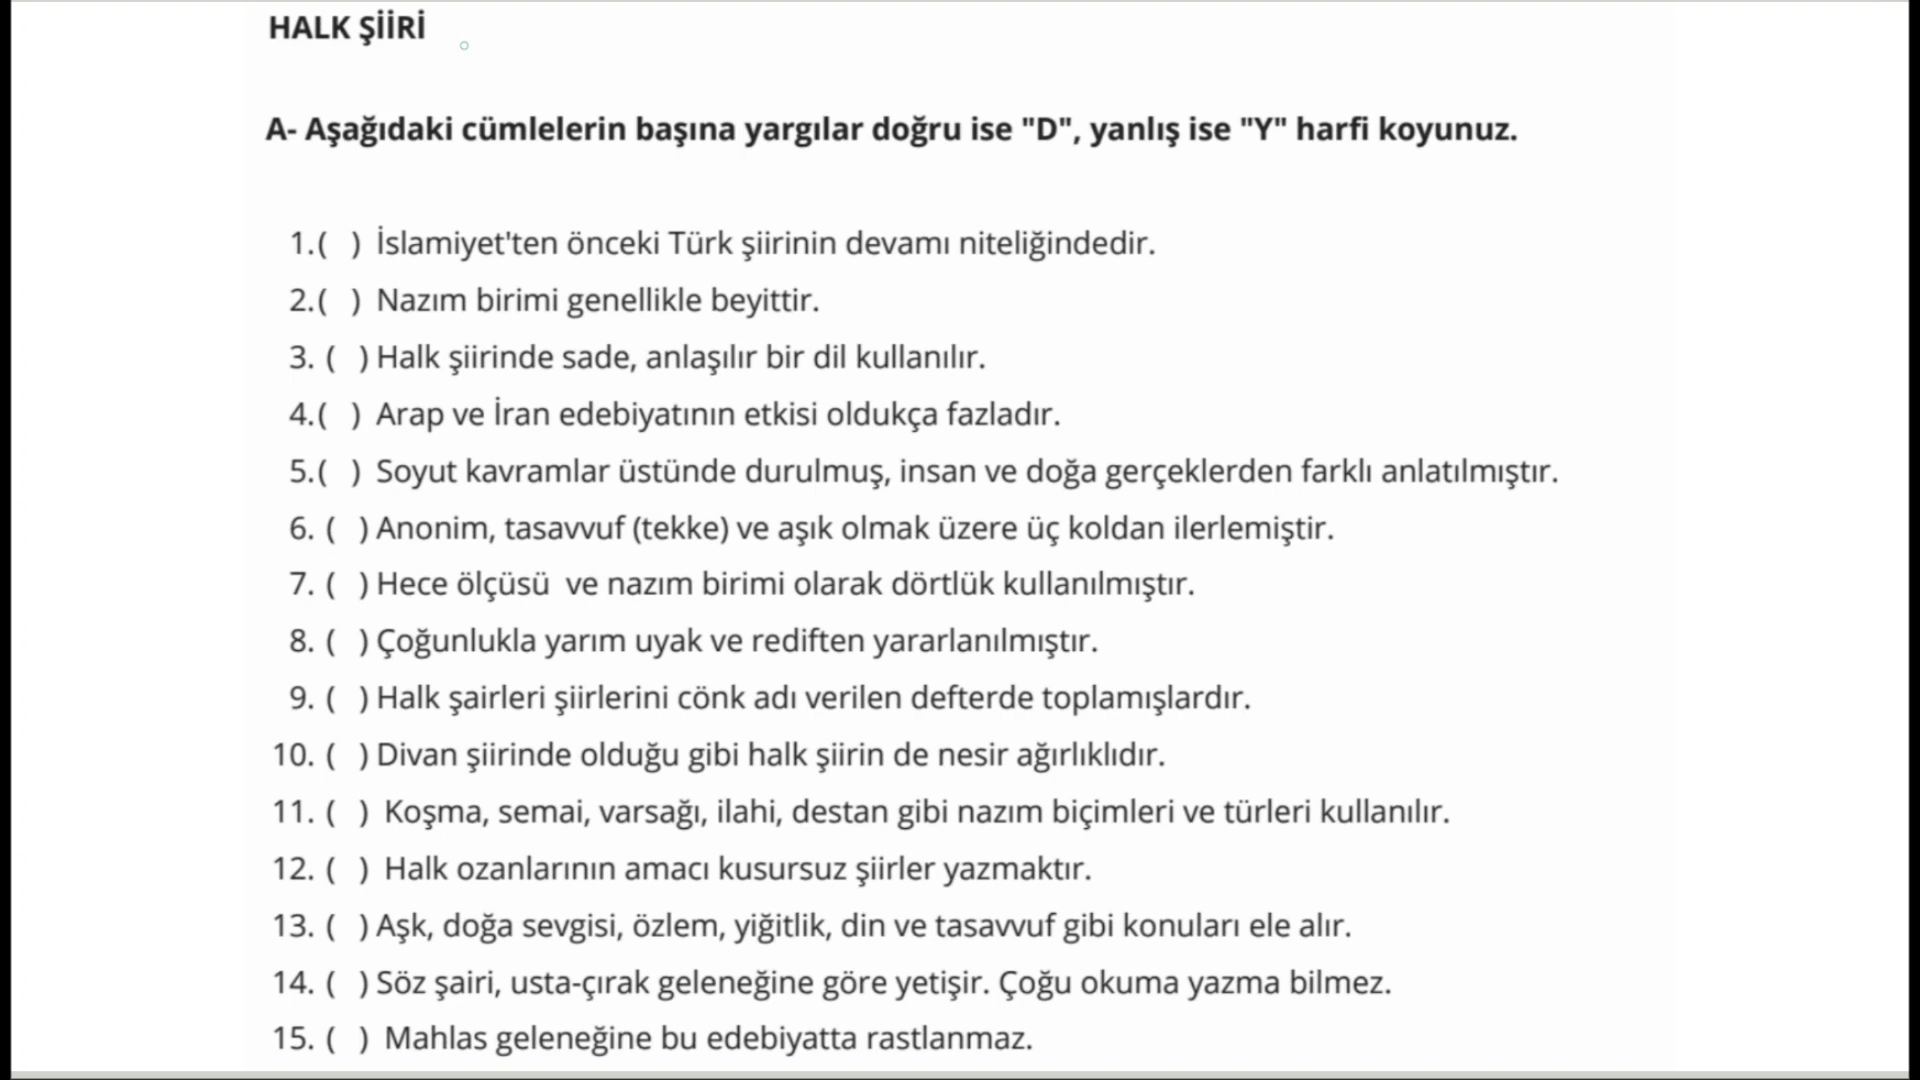 HALK ŞİİRİ
A- Aşağıdaki cümlelerin başına yargılar doğru ise "D", yanlış ise "Y" harfi koyunuz.
1.( ) İslamiyet'ten önceki Türk şiirinin devamı niteliğindedir.
2.( ) Nazım birimi genellikle beyittir.
3. ( ) Halk şiirinde sade, anlaşılır bir dil kullanılır.
4.( ) Arap ve İran edebiyatının etkisi oldukça fazladır.
5.( ) Soyut kavramlar üstünde durulmuş, insan ve doğa gerçeklerden farklı anlatılmıştır.
6. ( ) Anonim, tasavvuf (tekke) ve aşık olmak üzere üç koldan ilerlemiştir.
7. ( ) Hece ölçüsü  ve nazım birimi olarak dörtlük kullanılmıştır.
8. ( ) Çoğunlukla yarım uyak ve rediften yararlanılmıştır.
9. ( ) Halk şairleri şiirlerini cönk adı verilen defterde toplamışlardır.
10. ( ) Divan şiirinde olduğu gibi halk şiirin de nesir ağırlıklıdır.
11. ( ) Koşma, semai, varsağı, ilahi, destan gibi nazım biçimleri ve türleri kullanılır.
12. ( ) Halk ozanlarının amacı kusursuz şiirler yazmaktır.
13. ( ) Aşk, doğa sevgisi, özlem, yiğitlik, din ve tasavvuf gibi konuları ele alır.
14. ( ) Söz şairi, usta-çırak geleneğine göre yetişir. Çoğu okuma yazma bilmez.
15. ( ) Mahlas geleneğine bu edebiyatta rastlanmaz.